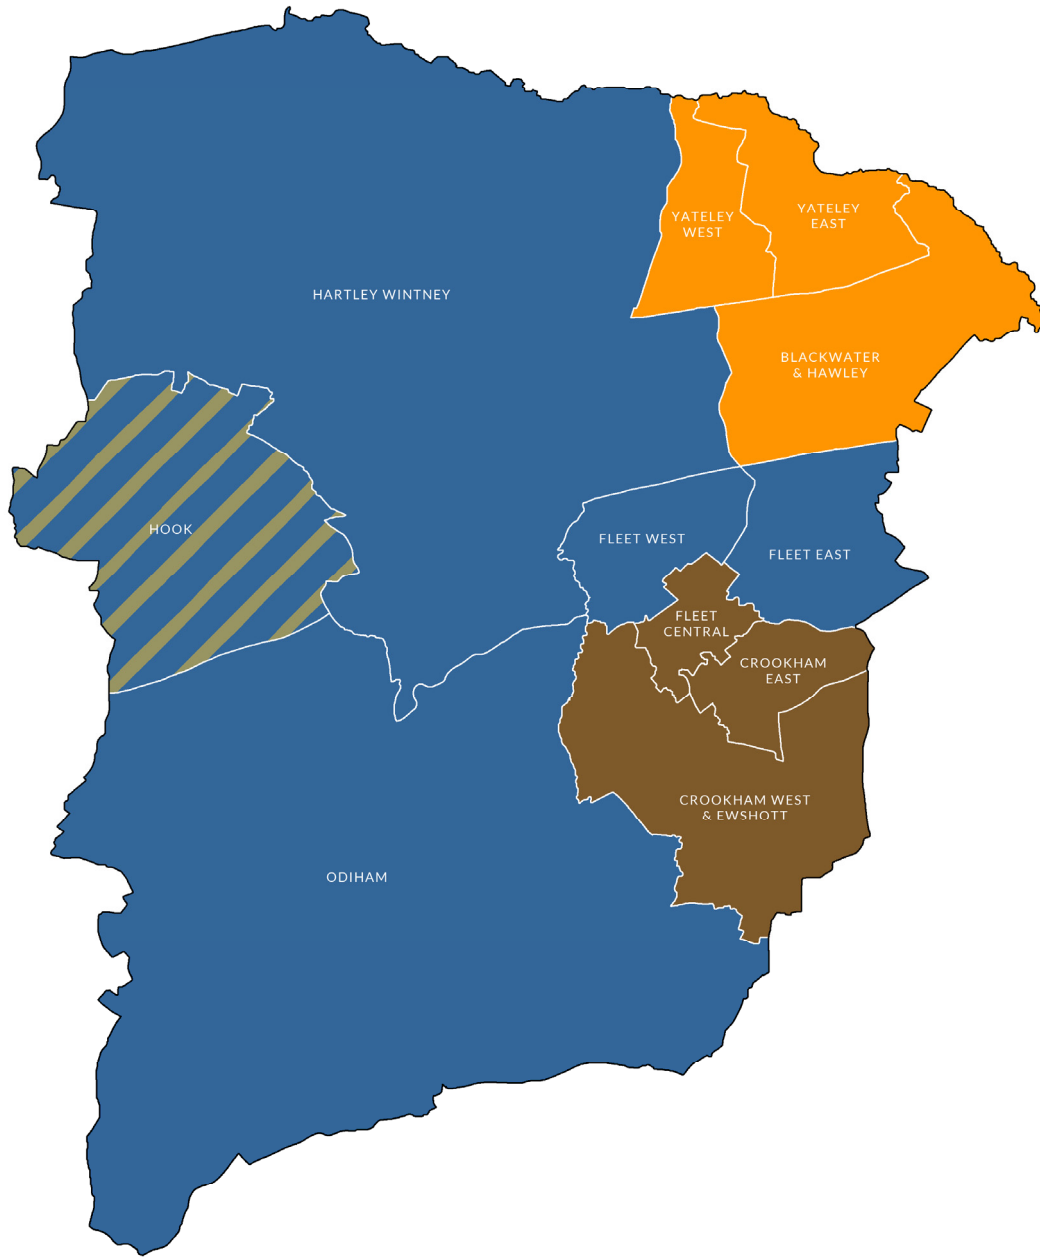 YATELEY
WEST
YATELEY
EAST
HARTLEY WINTNEY
BLACKWATER
& HAWLEY
HOOK
FLEET WEST
FLEET EAST
FLEET
CENTRAL
CROOKHAM
EAST
CROOKHAM WEST
& EWSHOTT
ODIHAM